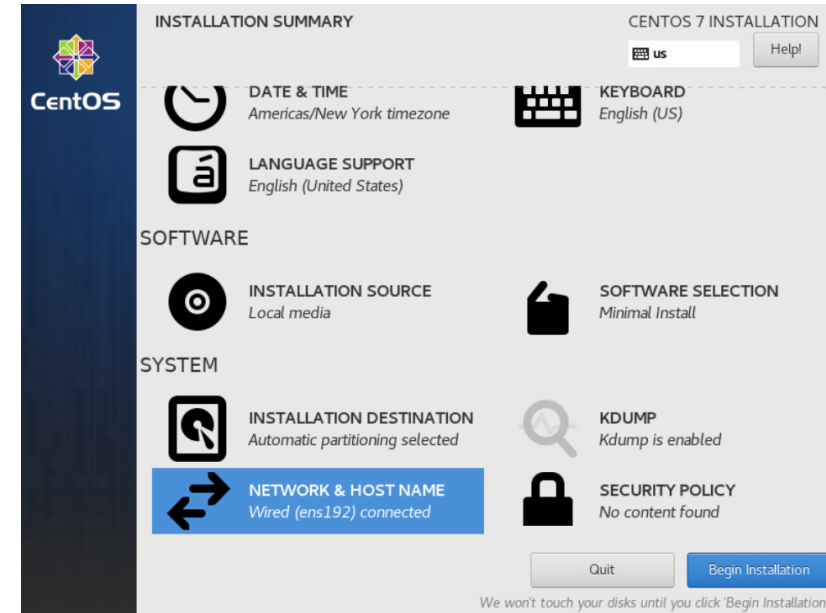 INSTALLATION SUMMARY
CENTOS 7 INSTALLATION
us
Help!
CentOS
DATE & TIME
Americas/New York timezone
KEYBOARD
English (US)
á
LANGUAGE SUPPORT
English (United States)
SOFTWARE
INSTALLATION SOURCE
Local media
SOFTWARE SELECTION
Minimal Install
SYSTEM
INSTALLATION DESTINATION
Automatic partitioning selected
KDUMP
Kdump is enabled
NETWORK & HOST NAME
Wired (ens192) connected
SECURITY POLICY
No content found
Quit
Begin Installation
We won't touch your disks until you click 'Begin Installation